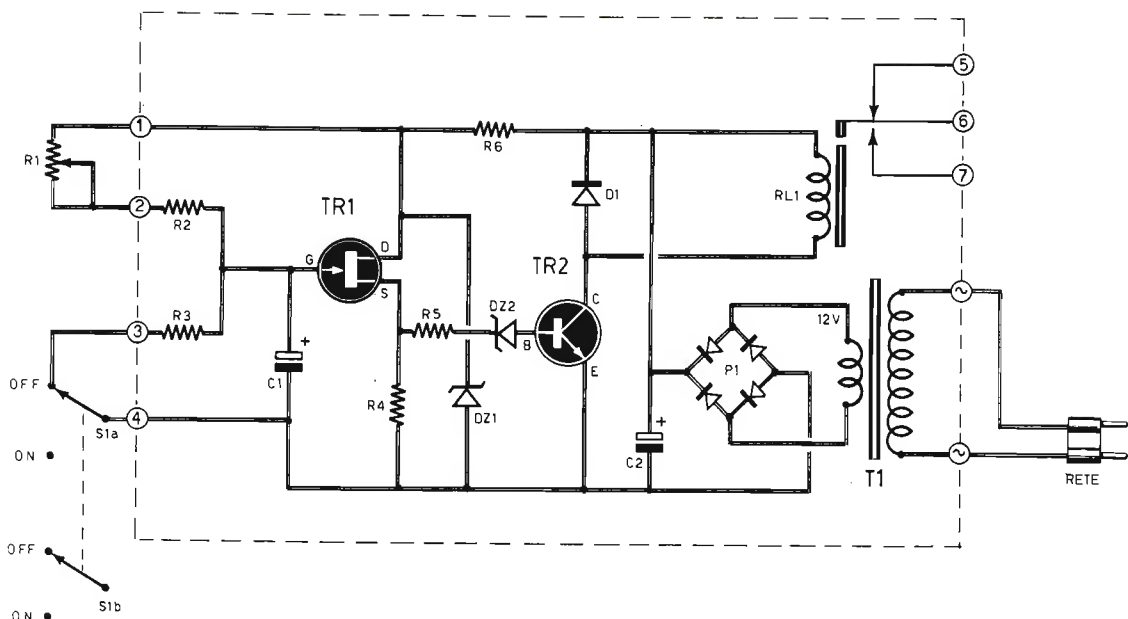 5
1
6
R6
R1
D1
RL1
7
2
R2
TR1
D
G
TR2
S
DZ2
C
3
R3
R5
12V
B
+
E
P1
OFF
C1
R4
DZ1
4
S1a
+
C2
T1
ON
RETE
OFF
S1b
ON